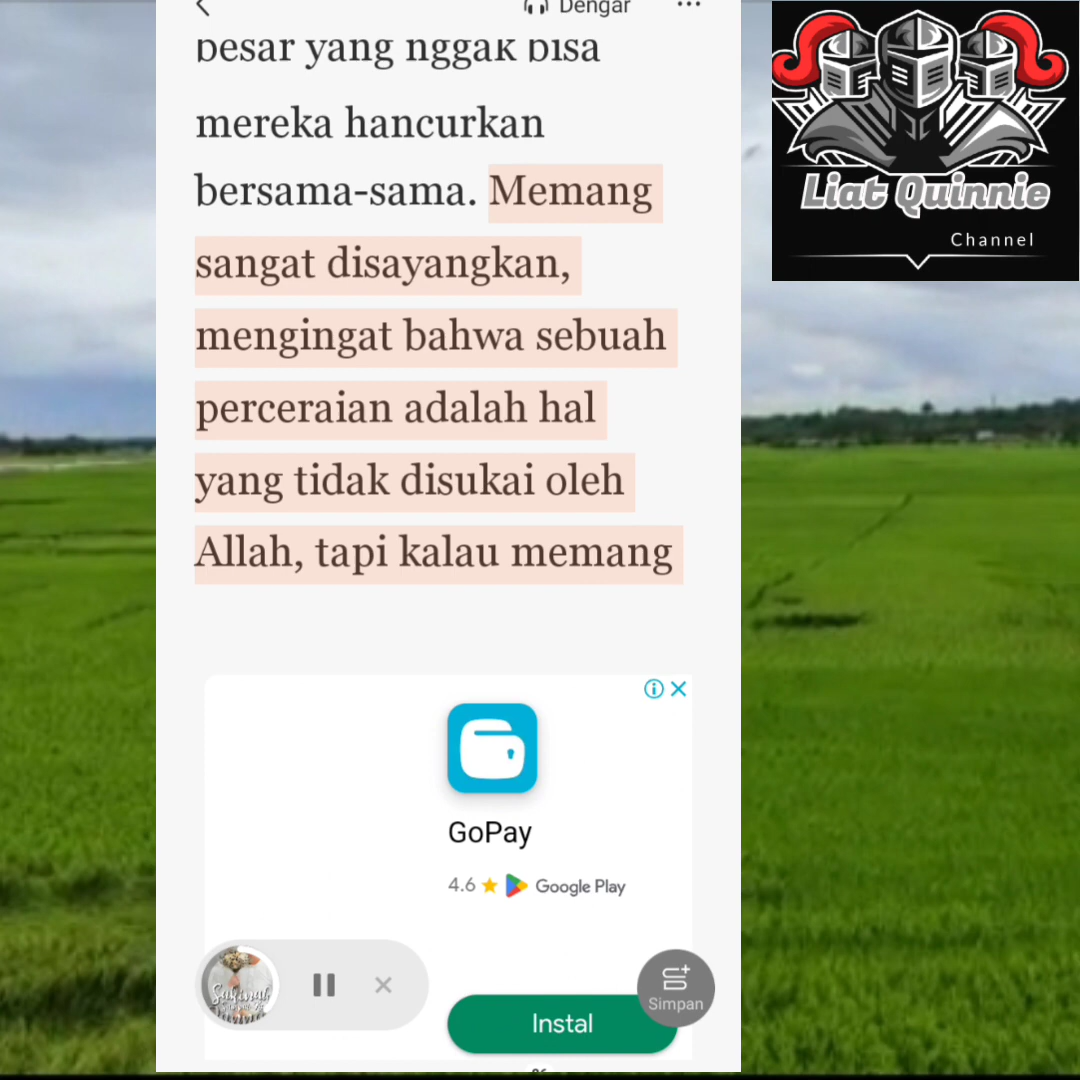 Dengar
besar yang nggak bisa
mereka hancurkan
bersama-sama. Memang
sangat disayangkan,
mengingat bahwa sebuah
perceraian adalah hal
yang tidak disukai oleh
Allah, tapi kalau memang
Liat Quinnie
Channel
GoPay
4.6 Google Play
Sakinah
Simpan
Instal